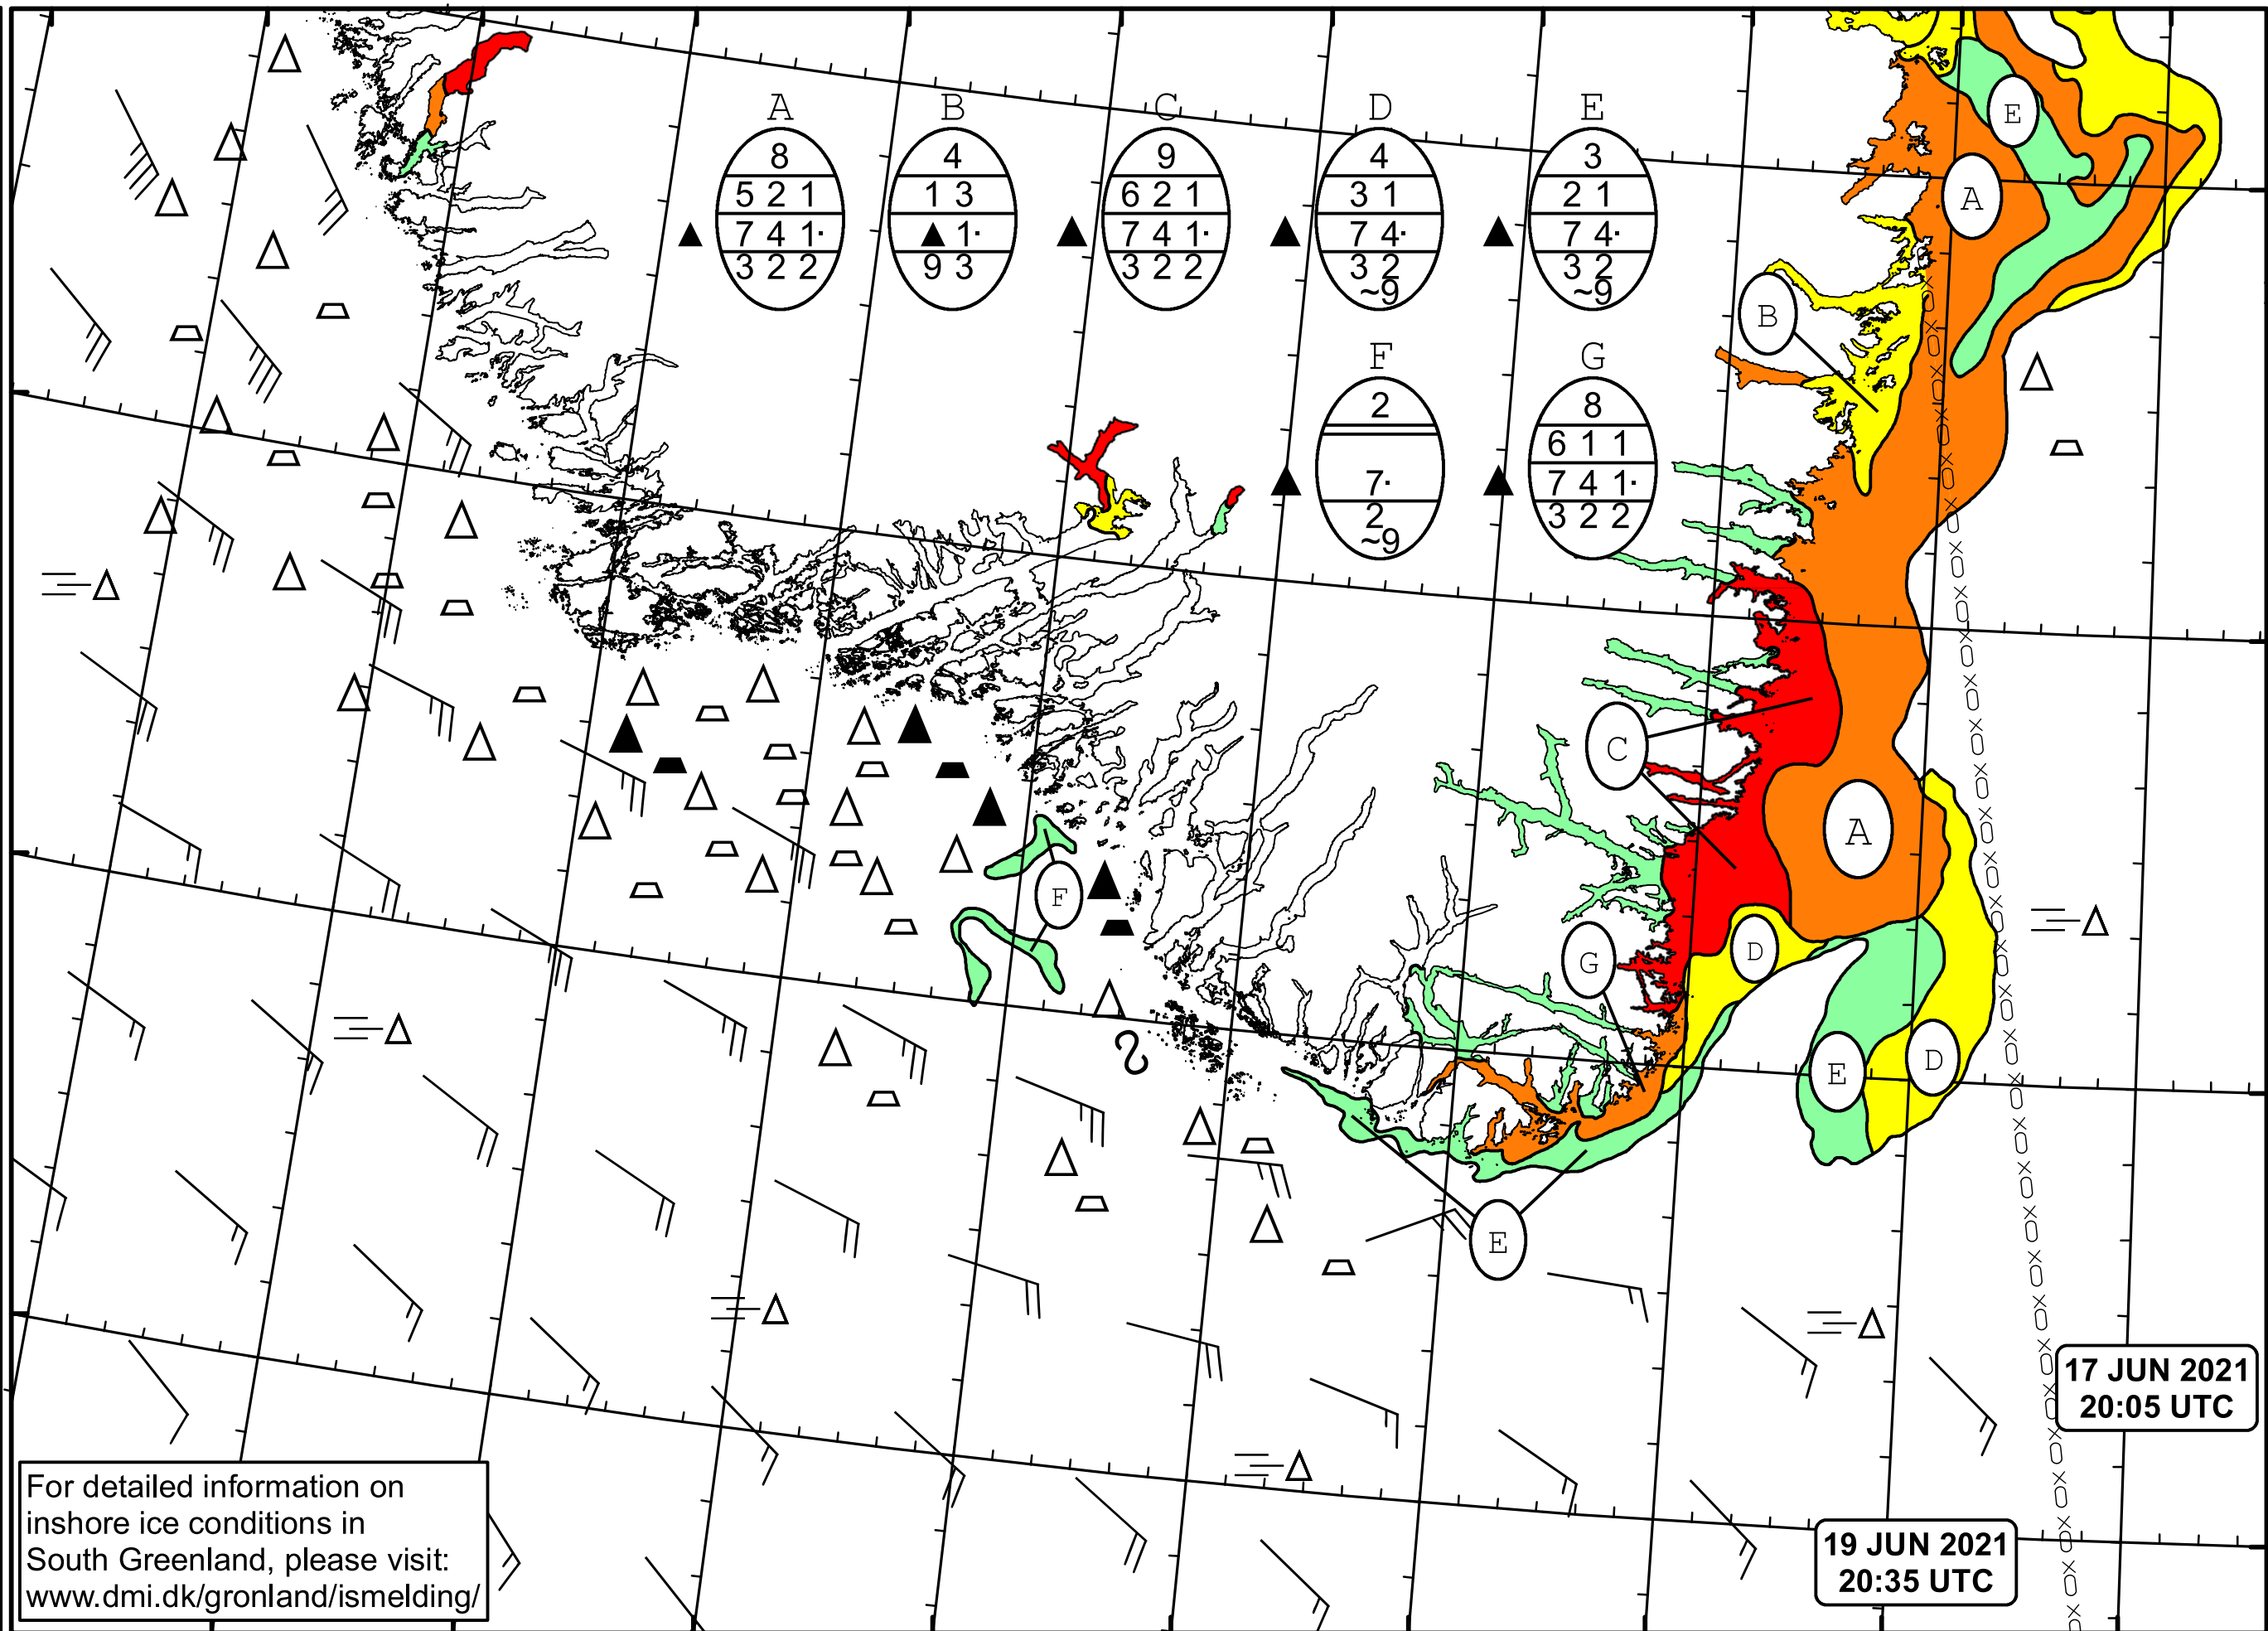 A B C D E
8 4 9 4 3
5 2 1 1 3 6 2 1 3 1 2 1
7 4 1· ▲ 1· 7 4 1· 7 4· 7 4·
3 2 2 9 3 3 2 2 3 2 3 2
~9 ~9
F G
2 8
6 1 1
7· 7 4 1·
2 3 2 2
~9
E
A
B
C
A
F
D
G
E
D
E
17 JUN 2021
20:05 UTC
For detailed information on
inshore ice conditions in
South Greenland, please visit:
www.dmi.dk/gronland/ismelding/
19 JUN 2021
20:35 UTC